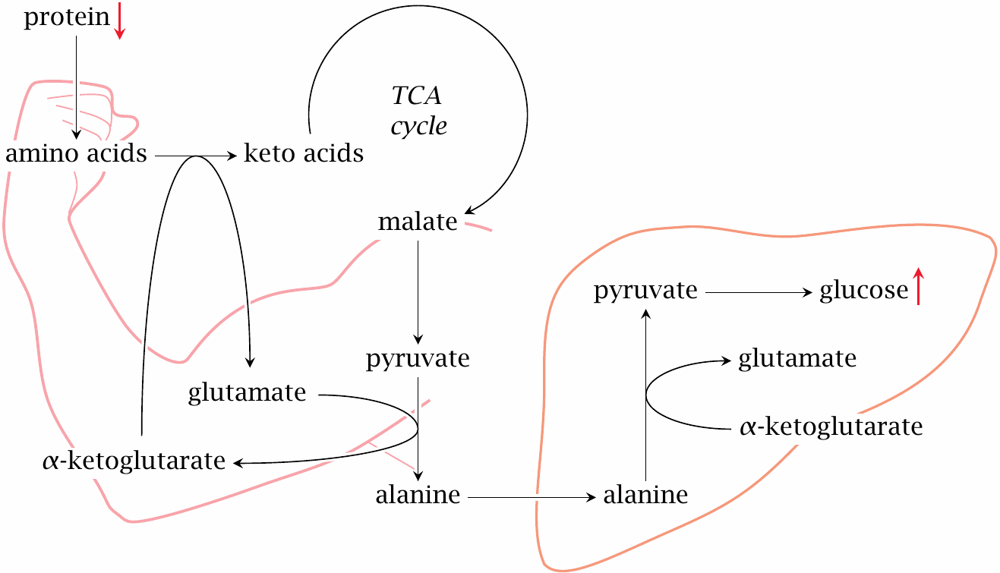 protein
TCA
cycle
amino acids
keto acids
malate
pyruvate
glucose
pyruvate
glutamate
glutamate
α-ketoglutarate
α-ketoglutarate
alanine
alanine